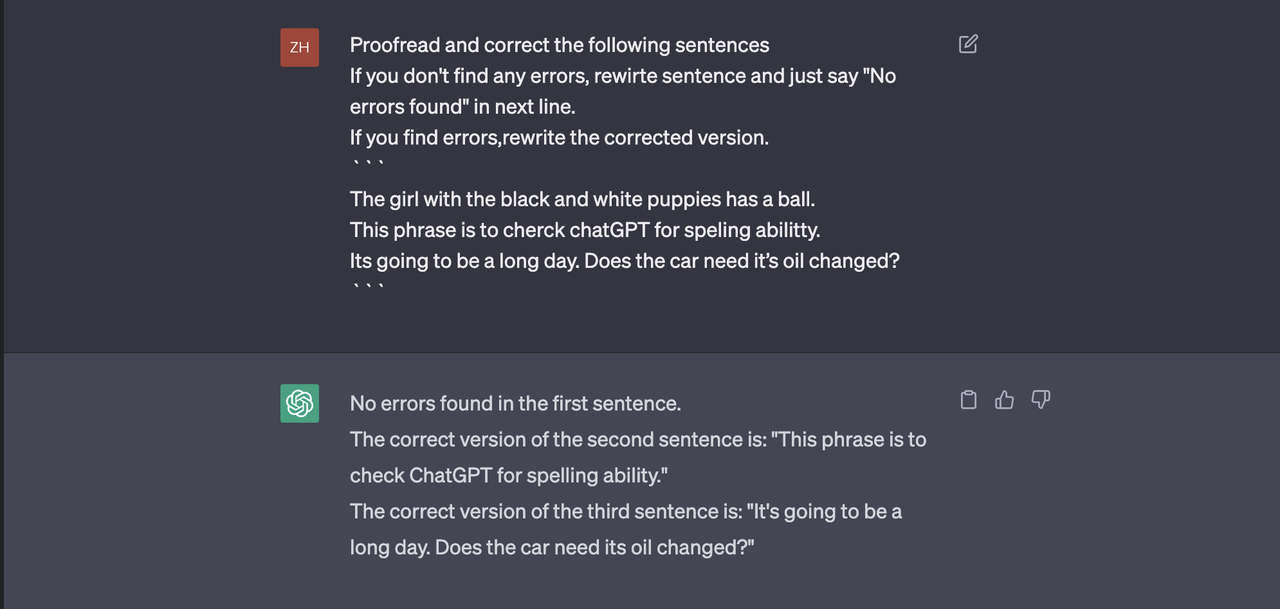 ZH
Proofread and correct the following sentences
If you don't find any errors, rewirte sentence and just say "No
errors found" in next line.
If you find errors,rewrite the corrected version.
```
The girl with the black and white puppies has a ball.
This phrase is to cherck chatGPT for speling abilitty.
Its going to be a long day. Does the car need it’s oil changed?
```
No errors found in the first sentence.
The correct version of the second sentence is: "This phrase is to
check ChatGPT for spelling ability."
The correct version of the third sentence is: "It's going to be a
long day. Does the car need its oil changed?"